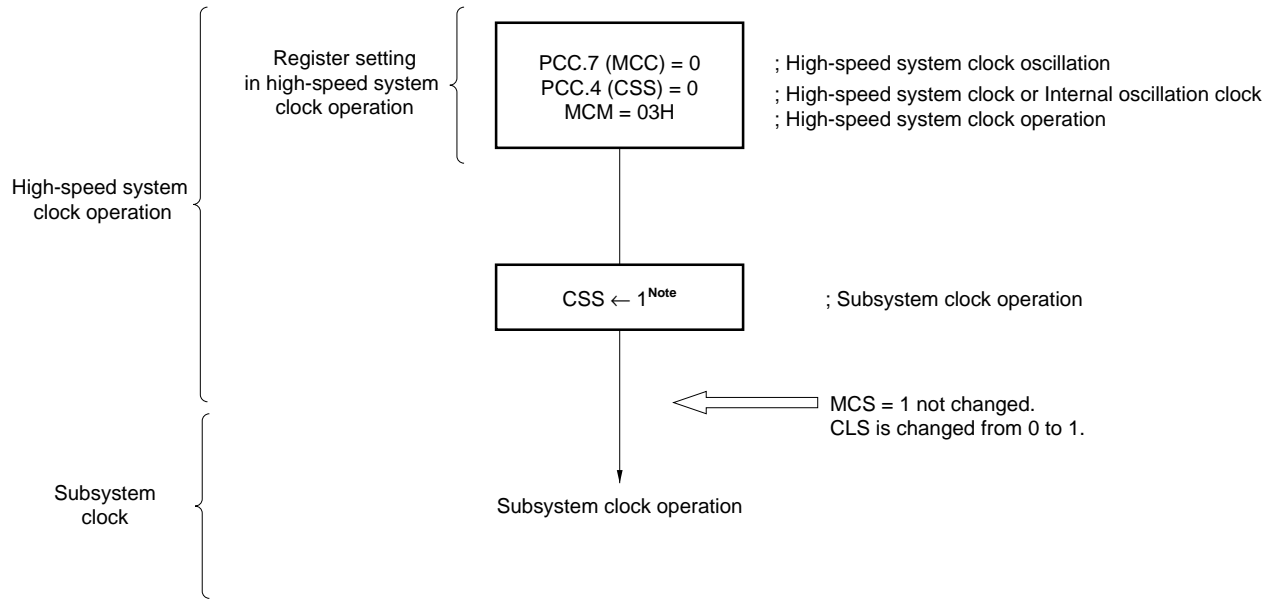 Register setting
in high-speed system
clock operation
PCC.7 (MCC) = 0
PCC.4 (CSS) = 0
MCM = 03H
; High-speed system clock oscillation
; High-speed system clock or Internal oscillation clock
; High-speed system clock operation
High-speed system
clock operation
CSS ← 1Note
; Subsystem clock operation
MCS = 1 not changed.
CLS is changed from 0 to 1.
Subsystem
clock
Subsystem clock operation